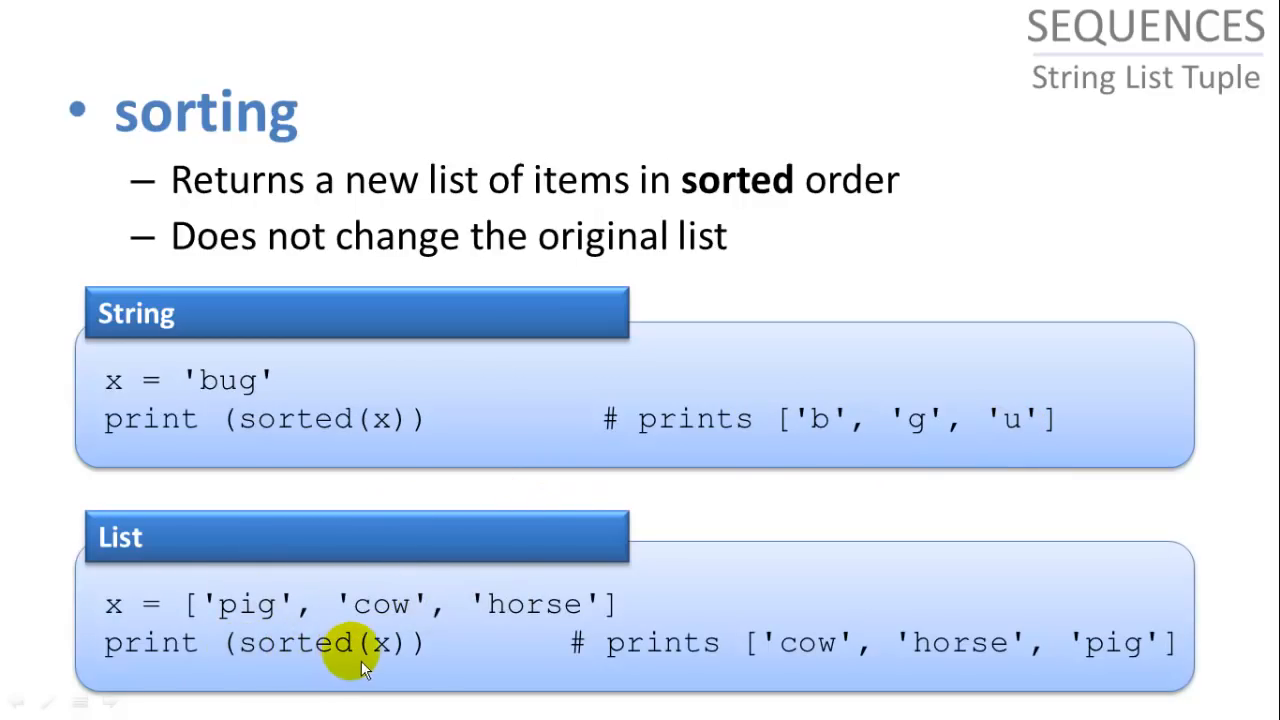 SEQUENCES
String List Tuple
• sorting
– Returns a new list of items in sorted order
– Does not change the original list
String
x = 'bug'
print (sorted(x)) # prints ['b', 'g', 'u']
List
x = ['pig', 'cow', 'horse']
print (sorted(x)) # prints ['cow', 'horse', 'pig']